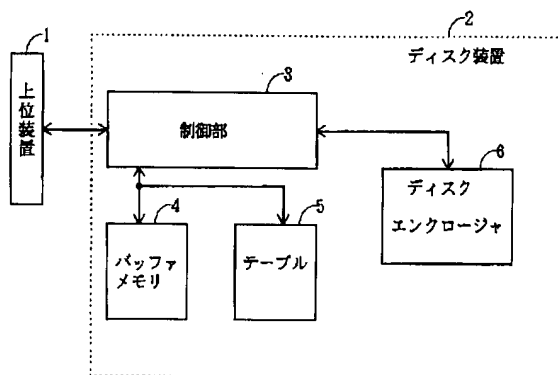 1
2
上位装置
ディスク装置
3
制御部
6
ディスク
エンクロージャ
4
バッファ
メモリ
5
テーブル